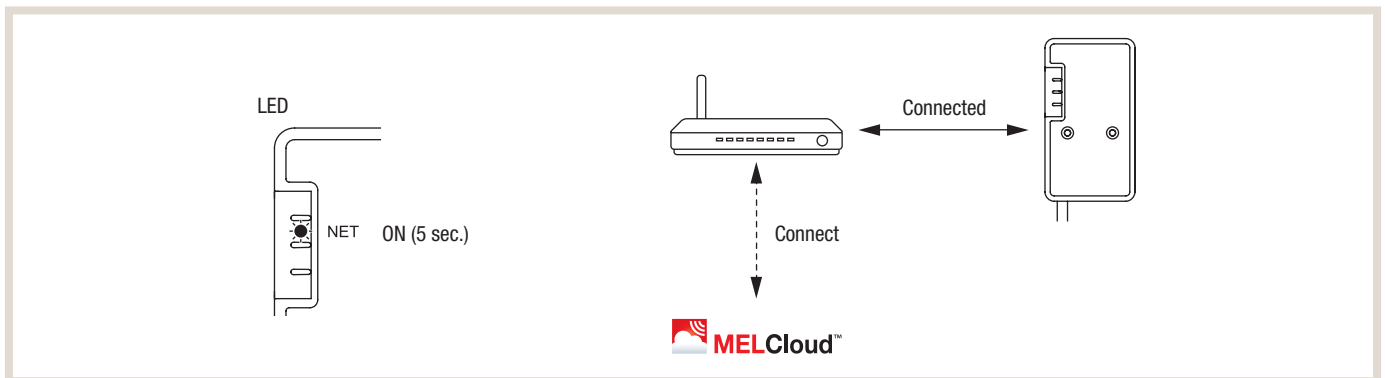 LED
NET ON (5 sec.)
Connected
Connect
MELCloud™